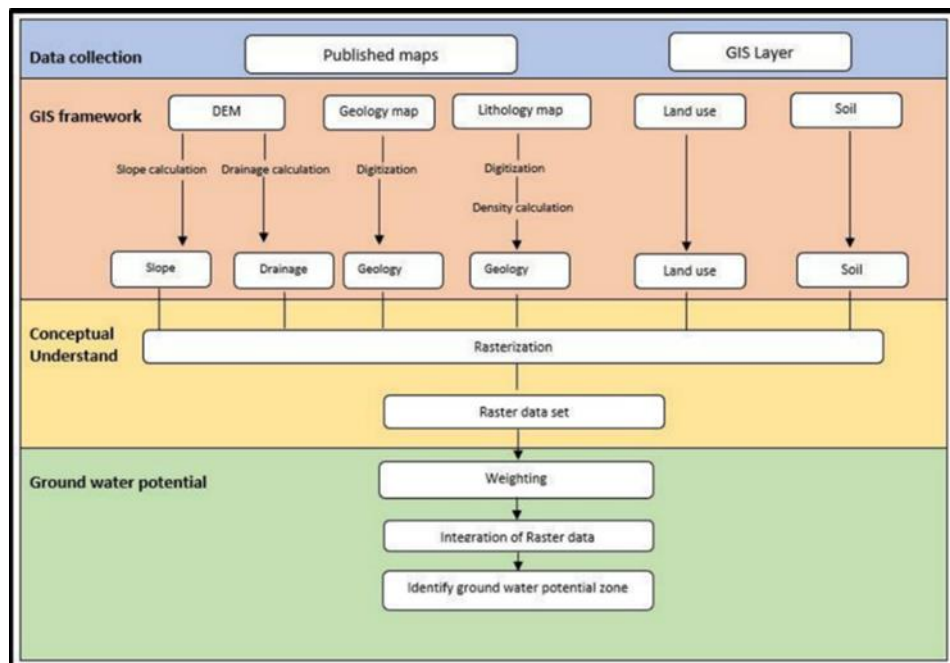 Data collection
Published maps
GIS Layer
GIS framework
DEM
Geology map
Lithology map
Land use
Soil
Slope calculation
Drainage calculation
Digitization
Digitization
Density calculation
Slope
Drainage
Geology
Geology
Land use
Soil
Conceptual
Understand
Rasterization
Raster data set
Ground water potential
Weighting
Integration of Raster data
Identify ground water potential zone